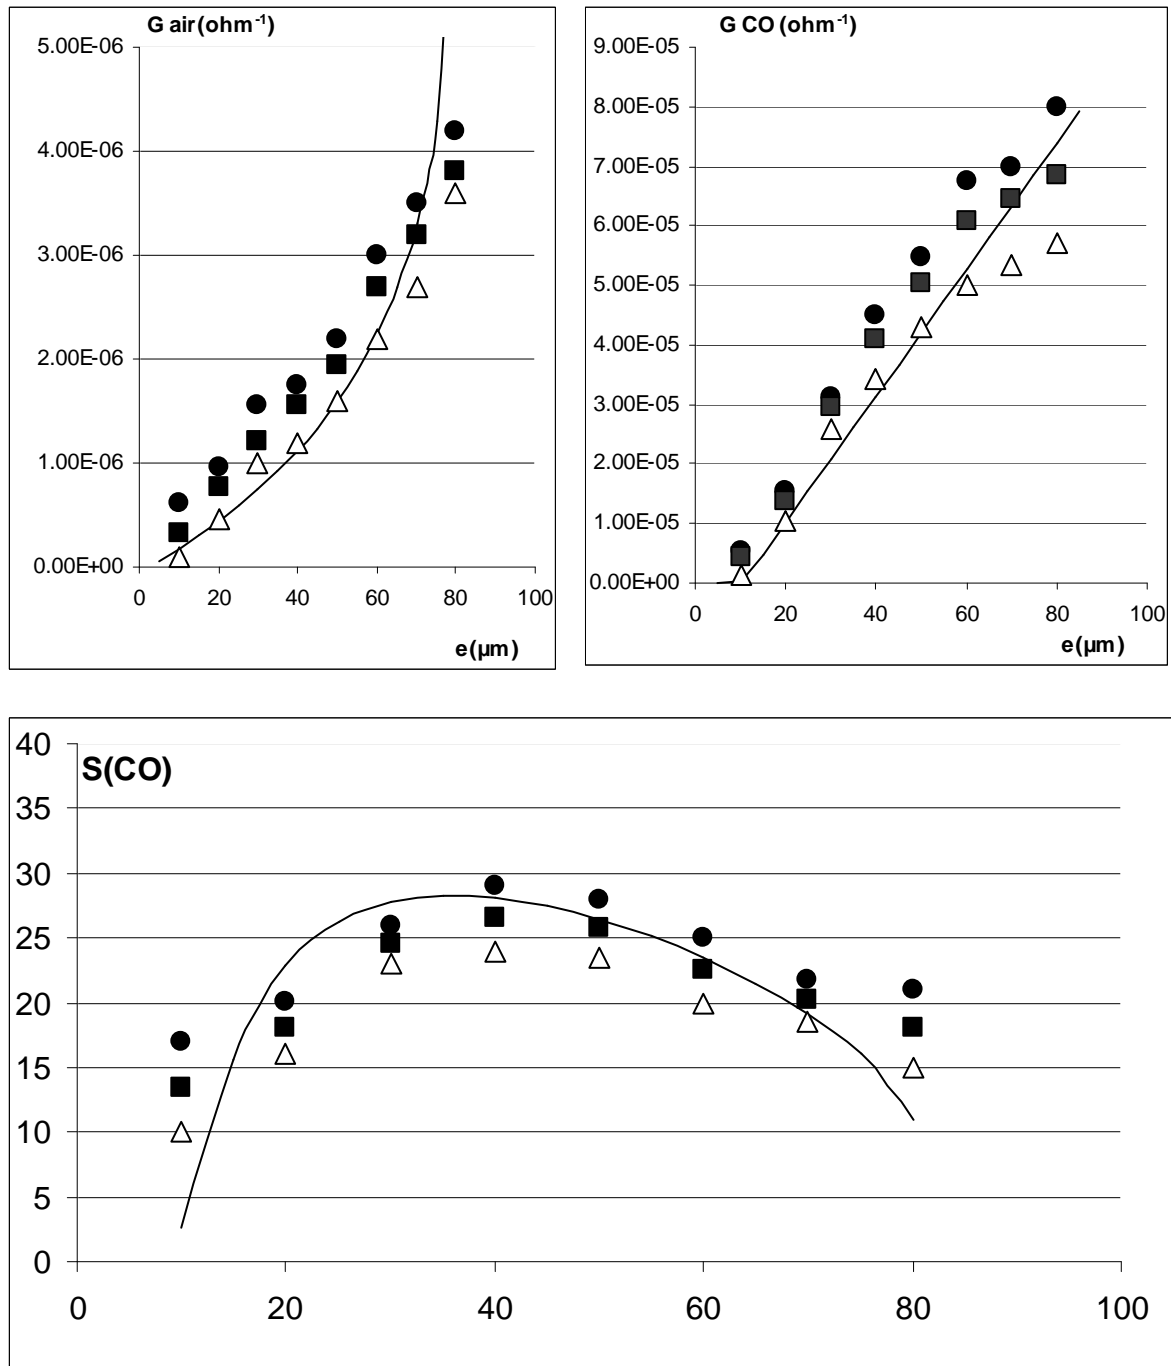 G air (ohm⁻¹)
5.00E-06
4.00E-06
3.00E-06
2.00E-06
1.00E-06
0.00E+00
0 20 40 60 80 100
e (µm)
G CO (ohm⁻¹)
9.00E-05
8.00E-05
7.00E-05
6.00E-05
5.00E-05
4.00E-05
3.00E-05
2.00E-05
1.00E-05
0.00E+00
0 20 40 60 80 100
e (µm)
S(CO)
40
35
30
25
20
15
10
5
0
0 20 40 60 80 100